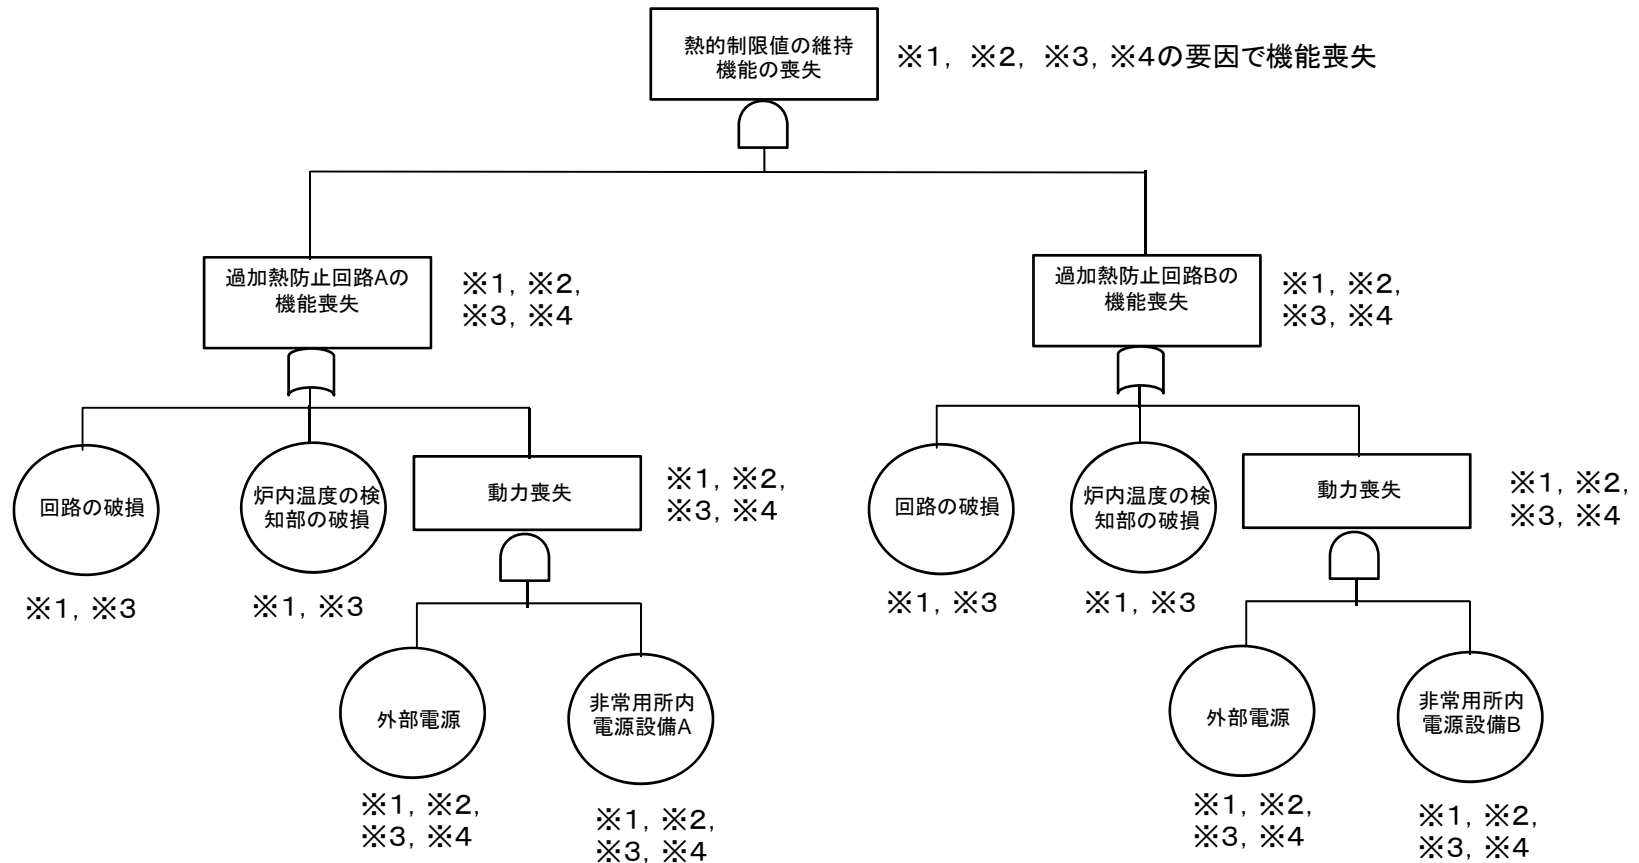 熱的制限値の維持
機能の喪失
※1, ※2, ※3, ※4の要因で機能喪失
過加熱防止回路Aの
機能喪失
※1, ※2,
※3, ※4
過加熱防止回路Bの
機能喪失
※1, ※2,
※3, ※4
回路の破損
※1, ※3
炉内温度の検
知部の破損
※1, ※3
動力喪失
※1, ※2,
※3, ※4
回路の破損
※1, ※3
炉内温度の検
知部の破損
※1, ※3
動力喪失
※1, ※2,
※3, ※4
外部電源
※1, ※2,
※3, ※4
非常用所内
電源設備A
※1, ※2,
※3, ※4
外部電源
※1, ※2,
※3, ※4
非常用所内
電源設備B
※1, ※2,
※3, ※4